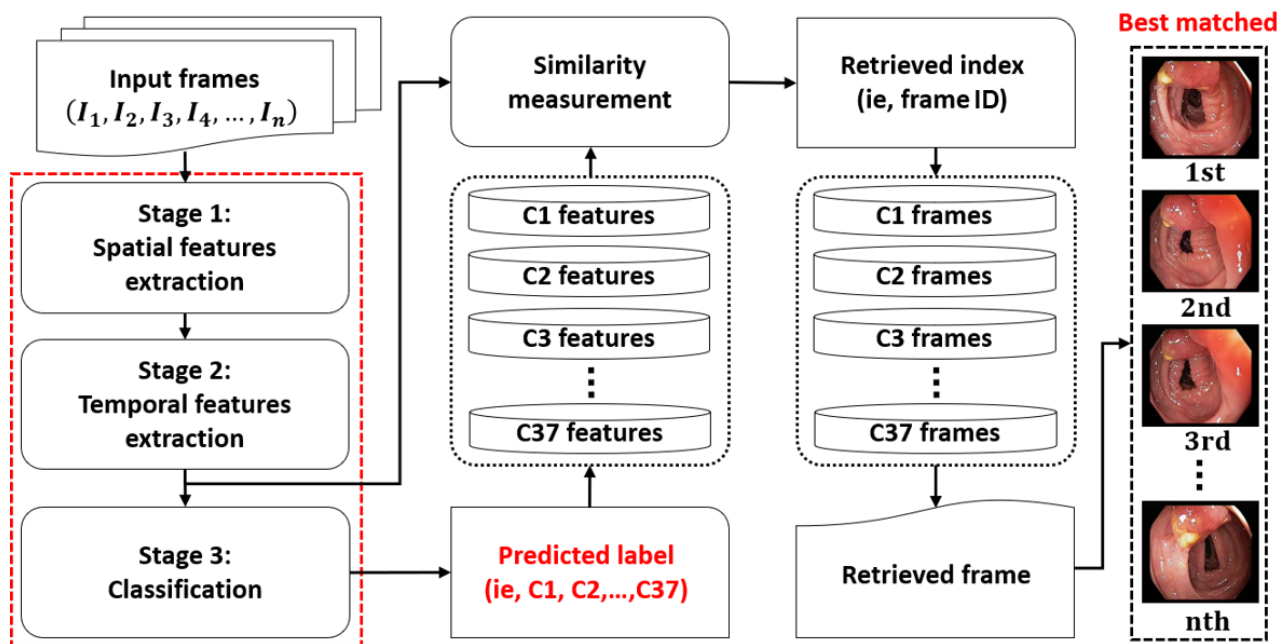 Input frames
(I₁, I₂, I₃, I₄, …, Iₙ)
Stage 1:
Spatial features
extraction
Stage 2:
Temporal features
extraction
Stage 3:
Classification
Similarity
measurement
C1 features
C2 features
C3 features
⋮
C37 features
Predicted label
(ie, C1, C2,…,C37)
Retrieved index
(ie, frame ID)
C1 frames
C2 frames
C3 frames
⋮
C37 frames
Retrieved frame
Best matched
1st
2nd
3rd
⋮
nth